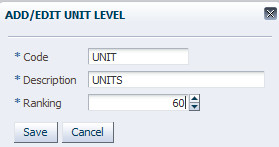 ADD/EDIT UNIT LEVEL
* Code UNIT
* Description UNITS
* Ranking 60
Save Cancel